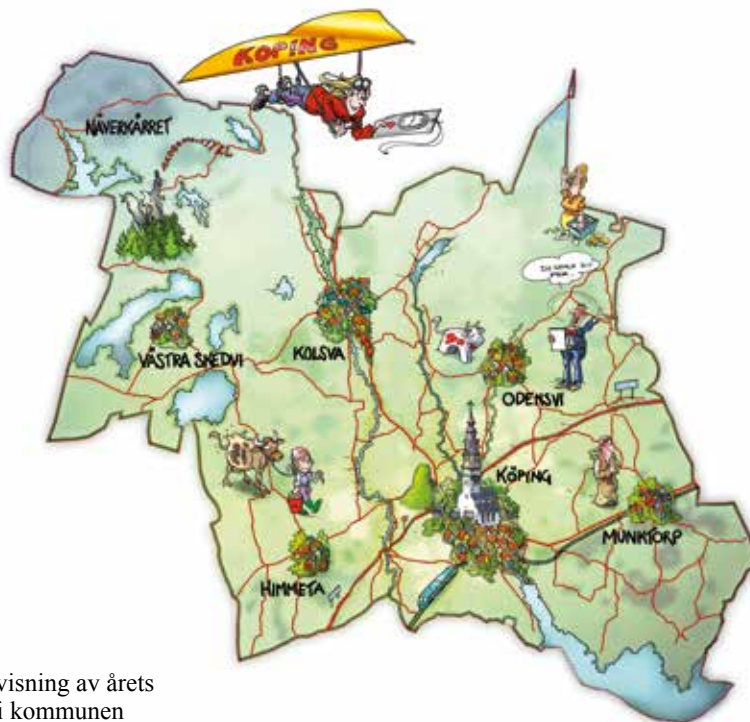 KÖPING
NÄVERKÄRRET
VÄSTRA SKEDVI
KOLSVA
ODENSVI
KÖPING
MUNKTORP
HIMMETA
visning av årets
i kommunen